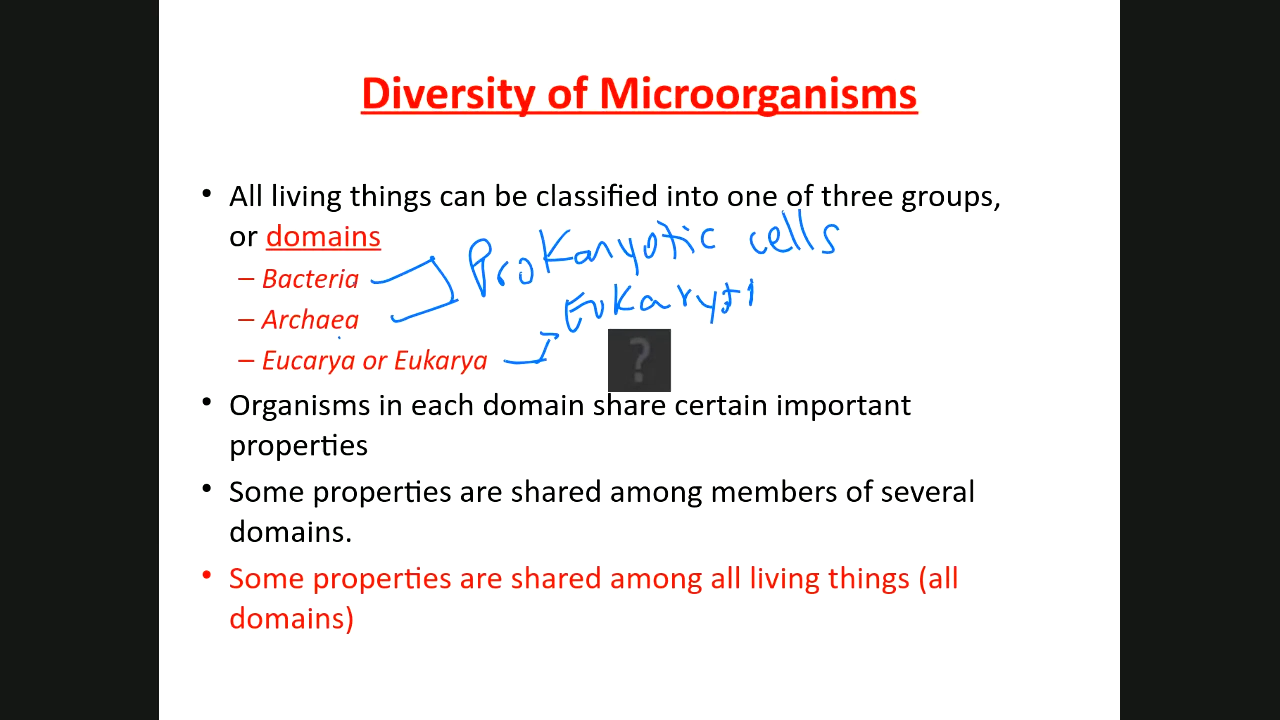 Diversity of Microorganisms
• All living things can be classified into one of three groups,
or domains
Prokaryotic cells
– Bacteria
Eukaryoti
– Archaea
– Eucarya or Eukarya
?
• Organisms in each domain share certain important
properties
• Some properties are shared among members of several
domains.
• Some properties are shared among all living things (all
domains)